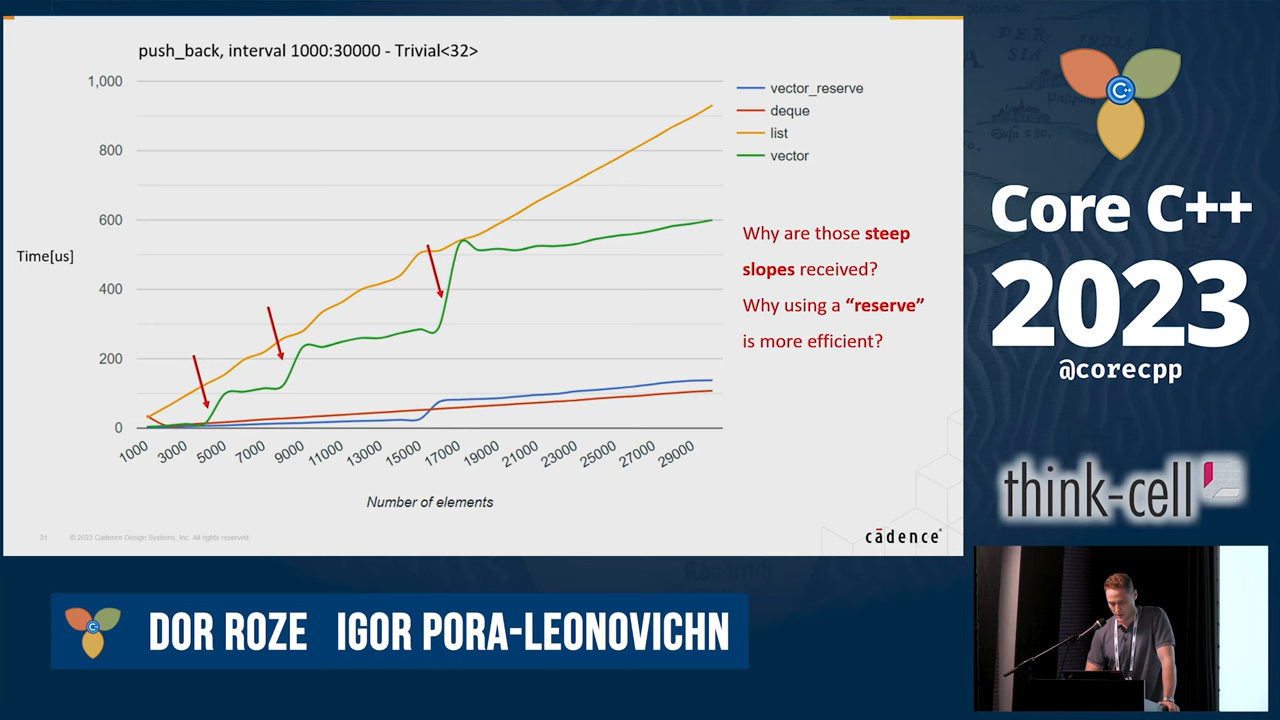 push_back, interval 1000:30000 - Trivial<32>
1,000
800
600
400
200
0
Time[us]
vector_reserve
deque
list
vector
Why are those steep
slopes received?
Why using a “reserve”
is more efficient?
1000
3000
5000
7000
9000
11000
13000
15000
17000
19000
21000
23000
25000
27000
29000
Number of elements
31 © 2023 Cadence Design Systems, Inc. All rights reserved.
cādence
C++
Core C++
2023
@corecpp
think-cell
C++
DOR ROZE IGOR PORA-LEONOVICHN